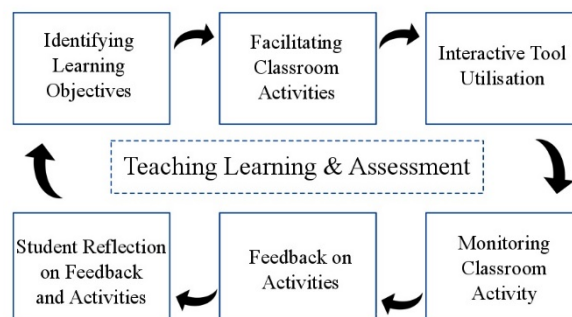 Identifying
Learning
Objectives
Facilitating
Classroom
Activities
Interactive Tool
Utilisation
Teaching Learning & Assessment
Student Reflection
on Feedback
and Activities
Feedback on
Activities
Monitoring
Classroom
Activity